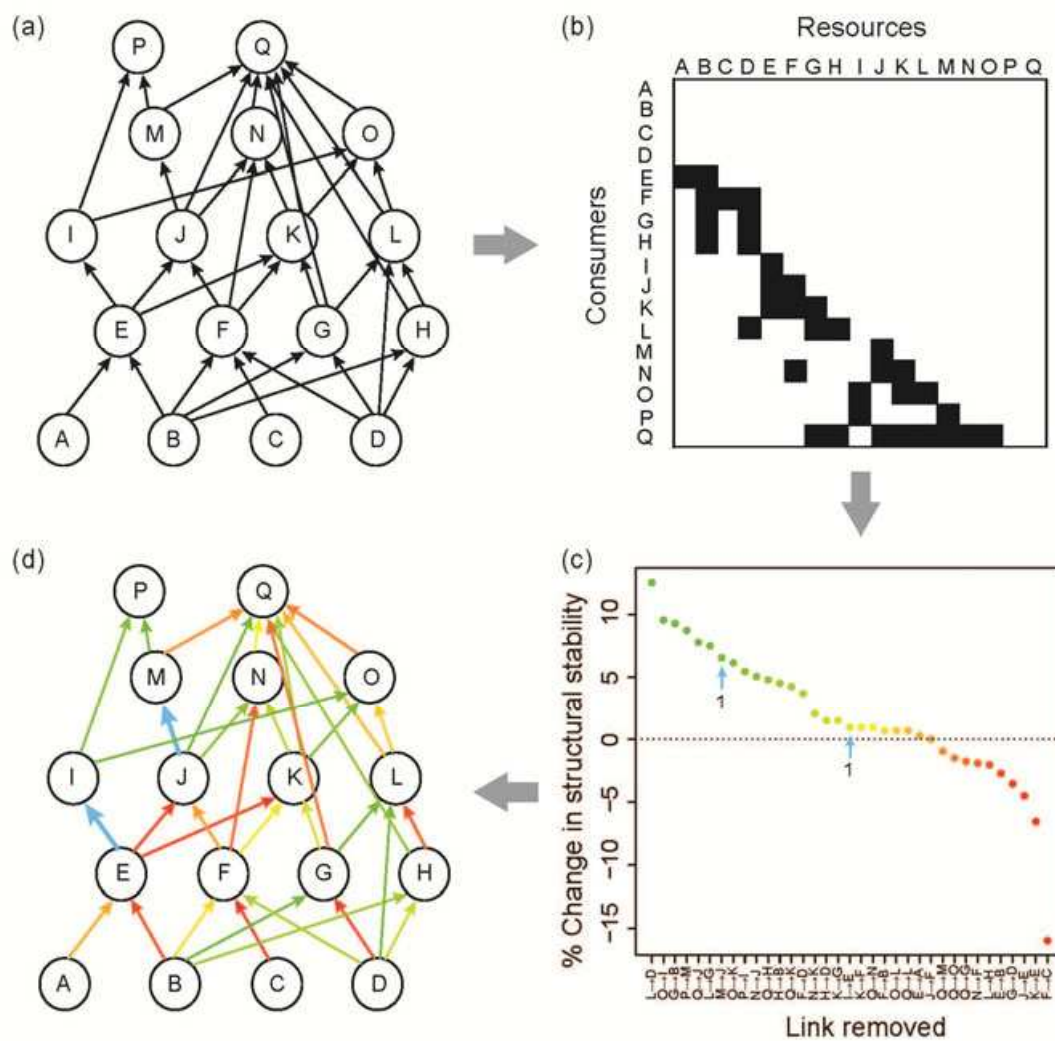 (a)
P Q
M N O
I J K L
E F G H
A B C D
(b)
Resources
A B C D E F G H I J K L M N O P Q
Consumers
A
B
C
D
E
F
G
H
I
J
K
L
M
N
O
P
Q
(d)
P Q
M N O
I J K L
E F G H
A B C D
(c)
% Change in structural stability
10
5
0
−5
−10
−15
1
1
L→D
O→I
G→B
P→M
Q→J
L→G
M→J
O→K
P→I
N→J
Q→H
H→B
Q→K
F→D
N→K
H→D
K→G
I→E
K→F
Q→N
F→B
O→L
Q→L
E→A
J→F
Q→M
Q→O
Q→G
N→F
L→H
E→B
G→D
J→E
K→E
F→C
Link removed